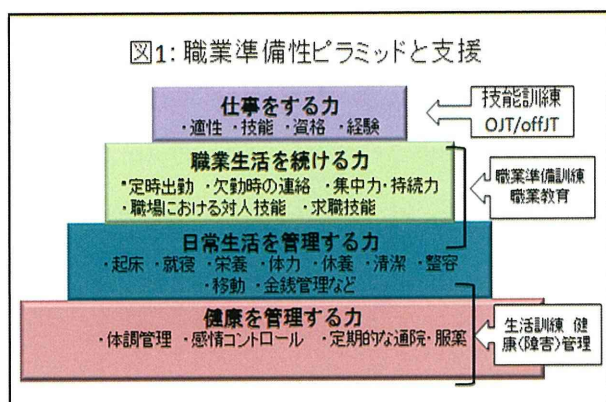 図1: 職業準備性ピラミッドと支援
仕事をする力
・適性 ・技能 ・資格 ・経験
技能訓練
OJT/offJT
職業生活を続ける力
・定時出勤 ・欠勤時の連絡 ・集中力・持続力
・職場における対人技能 ・求職技能
職業準備訓練
職業教育
日常生活を管理する力
・起床 ・就寝 ・栄養 ・体力 ・休養 ・清潔 ・整容
・移動 ・金銭管理など
健康を管理する力
・体調管理 ・感情コントロール ・定期的な通院・服薬
生活訓練 健
康〈障害〉管理